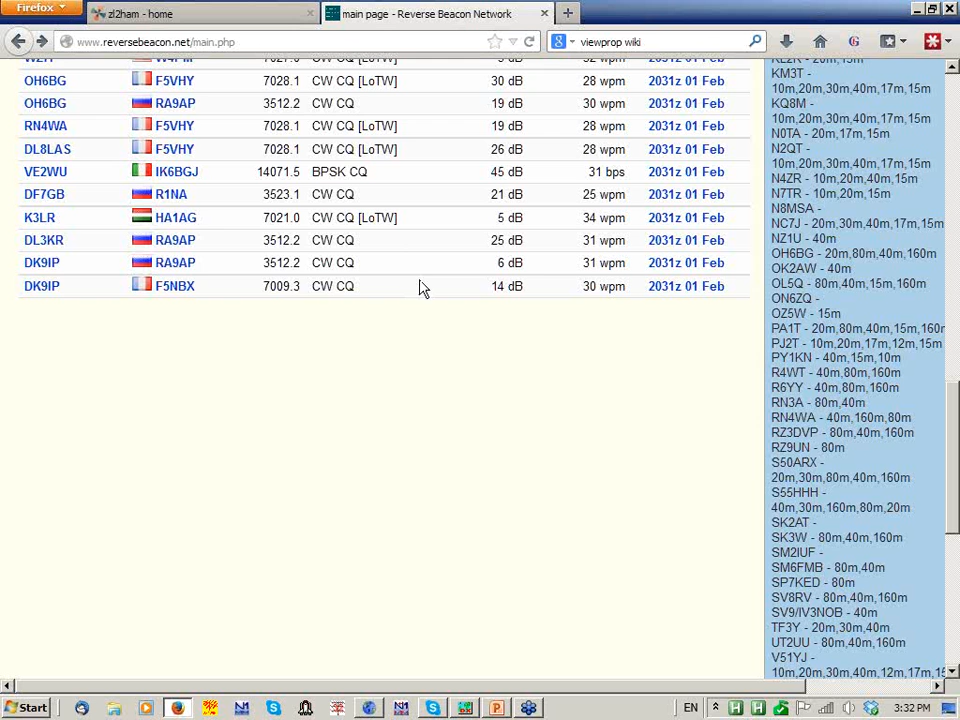 Firefox
zl2ham - home
main page - Reverse Beacon Network
www.reversebeacon.net/main.php
viewprop wiki
OH6BG F5VHY 7028.1 CW CQ [LoTW] 30 dB 28 wpm 2031z 01 Feb
OH6BG RA9AP 3512.2 CW CQ 19 dB 30 wpm 2031z 01 Feb
RN4WA F5VHY 7028.1 CW CQ [LoTW] 19 dB 28 wpm 2031z 01 Feb
DL8LAS F5VHY 7028.1 CW CQ [LoTW] 26 dB 28 wpm 2031z 01 Feb
VE2WU IK6BGJ 14071.5 BPSK CQ 45 dB 31 bps 2031z 01 Feb
DF7GB R1NA 3523.1 CW CQ 21 dB 25 wpm 2031z 01 Feb
K3LR HA1AG 7021.0 CW CQ [LoTW] 5 dB 34 wpm 2031z 01 Feb
DL3KR RA9AP 3512.2 CW CQ 25 dB 31 wpm 2031z 01 Feb
DK9IP RA9AP 3512.2 CW CQ 6 dB 31 wpm 2031z 01 Feb
DK9IP F5NBX 7009.3 CW CQ 14 dB 30 wpm 2031z 01 Feb
KM3T -
10m,20m,30m,40m,17m,15m
KQ8M -
10m,20m,30m,40m,17m,15m
N0TA - 20m,17m,15m
N2QT -
10m,20m,30m,40m,17m,15m
N4ZR - 10m,20m,40m,15m
N7TR - 10m,20m,15m
N8MSA -
NC7J - 20m,30m,40m,17m,15m
NZ1U - 40m
OH6BG - 20m,80m,40m,160m
OK2AW - 40m
OL5Q - 80m,40m,15m,160m
ON6ZQ -
OZ5W - 15m
PA1T - 20m,80m,40m,15m,160m
PJ2T - 10m,20m,17m,12m,15m
PY1KN - 40m,15m,10m
R4WT - 40m,80m,160m
R6YY - 40m,80m,160m
RN3A - 80m,40m
RN4WA - 40m,160m,80m
RZ3DVP - 80m,40m,160m
RZ9UN - 80m
S50ARX -
20m,30m,80m,40m,160m
S55HHH -
40m,30m,160m,80m,20m
SK2AT -
SK3W - 80m,40m,160m
SM2IUF -
SM6FMB - 80m,40m
SP7KED - 80m
SV8RV - 80m,40m,160m
SV9/IV3NOB - 40m
TF3Y - 20m,30m,40m
UT2UU - 80m,40m,160m
V51YJ -
10m,20m,30m,40m,12m,17m,15
Start
EN
3:32 PM